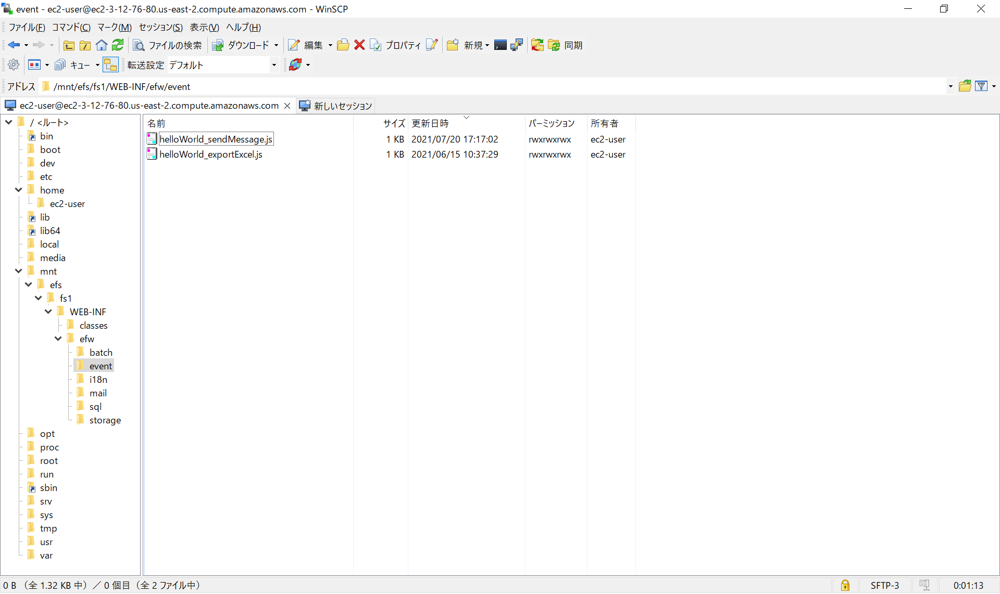 event - ec2-user@ec2-3-12-76-80.us-east-2.compute.amazonaws.com - WinSCP
ファイル(F) コマンド(C) マーク(M) セッション(S) 表示(V) ヘルプ(H)
ファイルの検索 ダウンロード 編集 プロパティ 新規 同期
キュー 転送設定 デフォルト
アドレス /mnt/efs/fs1/WEB-INF/efw/event
ec2-user@ec2-3-12-76-80.us-east-2.compute.amazonaws.com 新しいセッション
/ <ルート>
bin
boot
dev
etc
home
ec2-user
lib
lib64
local
media
mnt
efs
fs1
WEB-INF
classes
efw
batch
event
i18n
mail
sql
storage
opt
proc
root
run
sbin
srv
sys
tmp
usr
var
名前 サイズ 更新日時 パーミッション 所有者
helloWorld_sendMessage.js 1 KB 2021/07/20 17:17:02 rwxrwxrwx ec2-user
helloWorld_exportExcel.js 1 KB 2021/06/15 10:37:29 rwxrwxrwx ec2-user
0 B （全 1.32 KB 中）／ 0 個目（全 2 ファイル中） SFTP-3 0:01:13